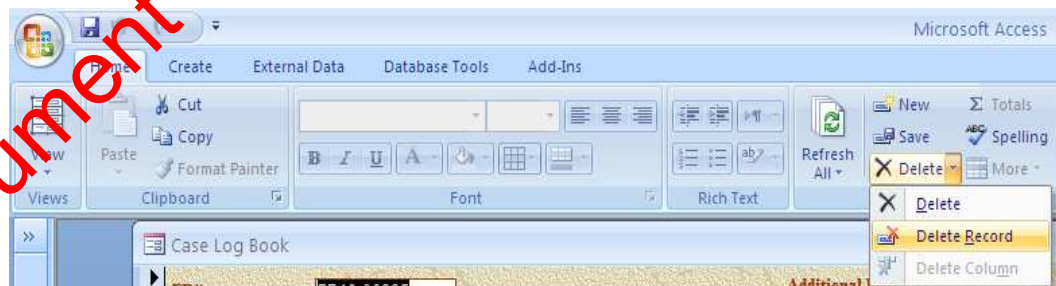 Microsoft Access
Home Create External Data Database Tools Add-Ins
View
Paste
Cut
Copy
Format Painter
B I U A
Refresh All
New
Save
Delete
Σ Totals
ABC Spelling
More
Views Clipboard Font Rich Text
Delete
Delete Record
Delete Column
Case Log Book
Additional
ument